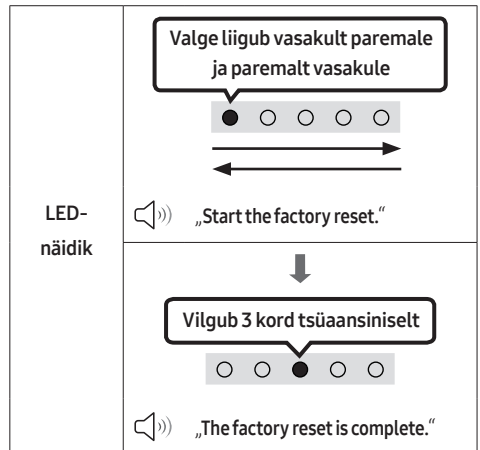 Valge liigub vasakult paremale
ja paremalt vasakule
LED-
näidik
„Start the factory reset.“
Vilgub 3 kord tsüaansiniselt
„The factory reset is complete.“